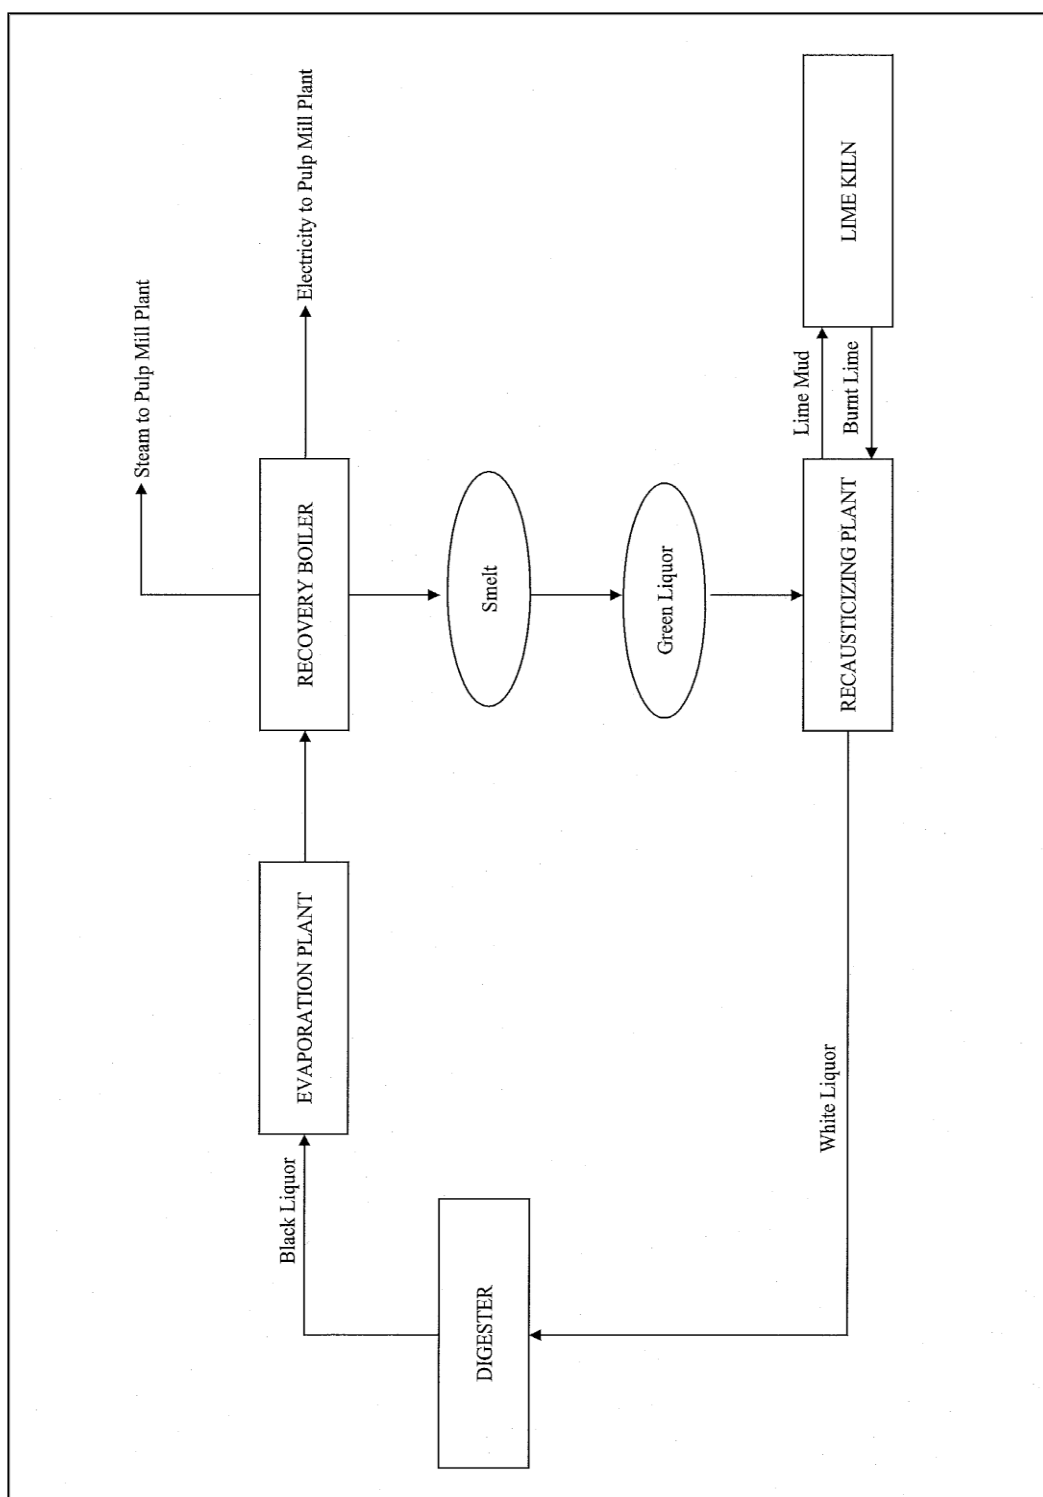 Steam to Pulp Mill Plant
Electricity to Pulp Mill Plant
Black Liquor
EVAPORATION PLANT
RECOVERY BOILER
DIGESTER
Smelt
Green Liquor
White Liquor
RECAUSTICIZING PLANT
Lime Mud
Burnt Lime
LIME KILN